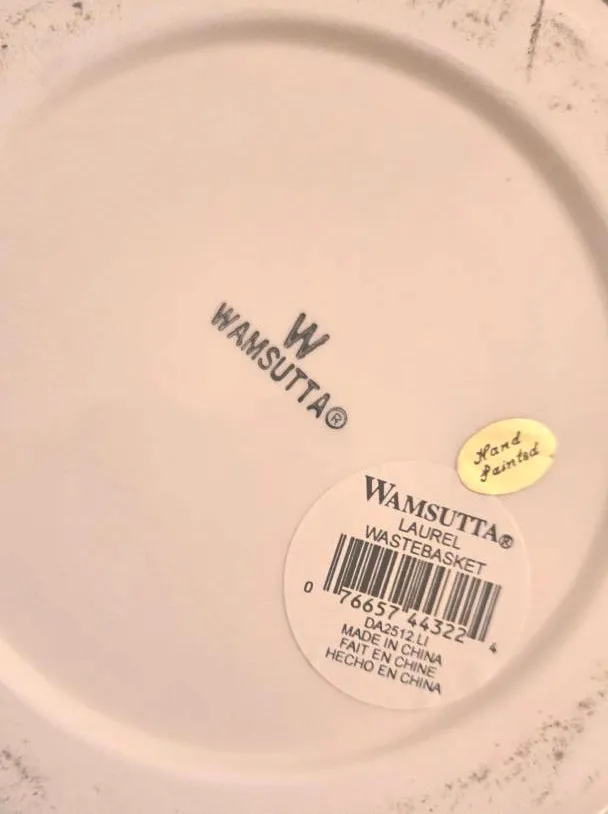 W
WAMSUTTA®
Hand
Painted
WAMSUTTA®
LAUREL
WASTEBASKET
0 76657 44322 4
DA2512.LI
MADE IN CHINA
FAIT EN CHINE
HECHO EN CHINA